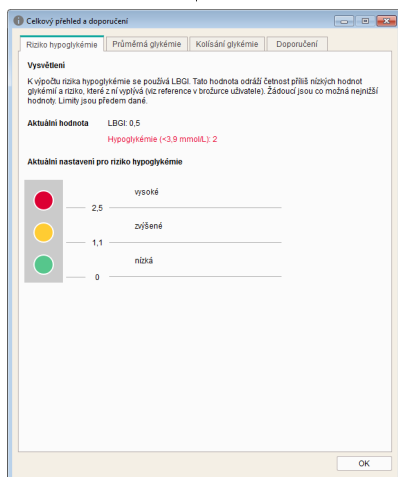 Celkový přehled a doporučení
Riziko hypoglykémie Průměrná glykémie Kolísání glykémie Doporučení
Vysvětlení
K výpočtu rizika hypoglykémie se používá LBGI. Tato hodnota odráží četnost příliš nízkých hodnot
glykémií a riziko, které z ní vyplývá (viz reference v brožurce uživatele). Žádoucí jsou co možná nejnižší
hodnoty. Limity jsou předem dané.
Aktuální hodnota LBGI: 0,5
Hypoglykémie (<3,9 mmol/L): 2
Aktuální nastavení pro riziko hypoglykémie
vysoké
2,5
zvýšené
1,1
nízká
0
OK